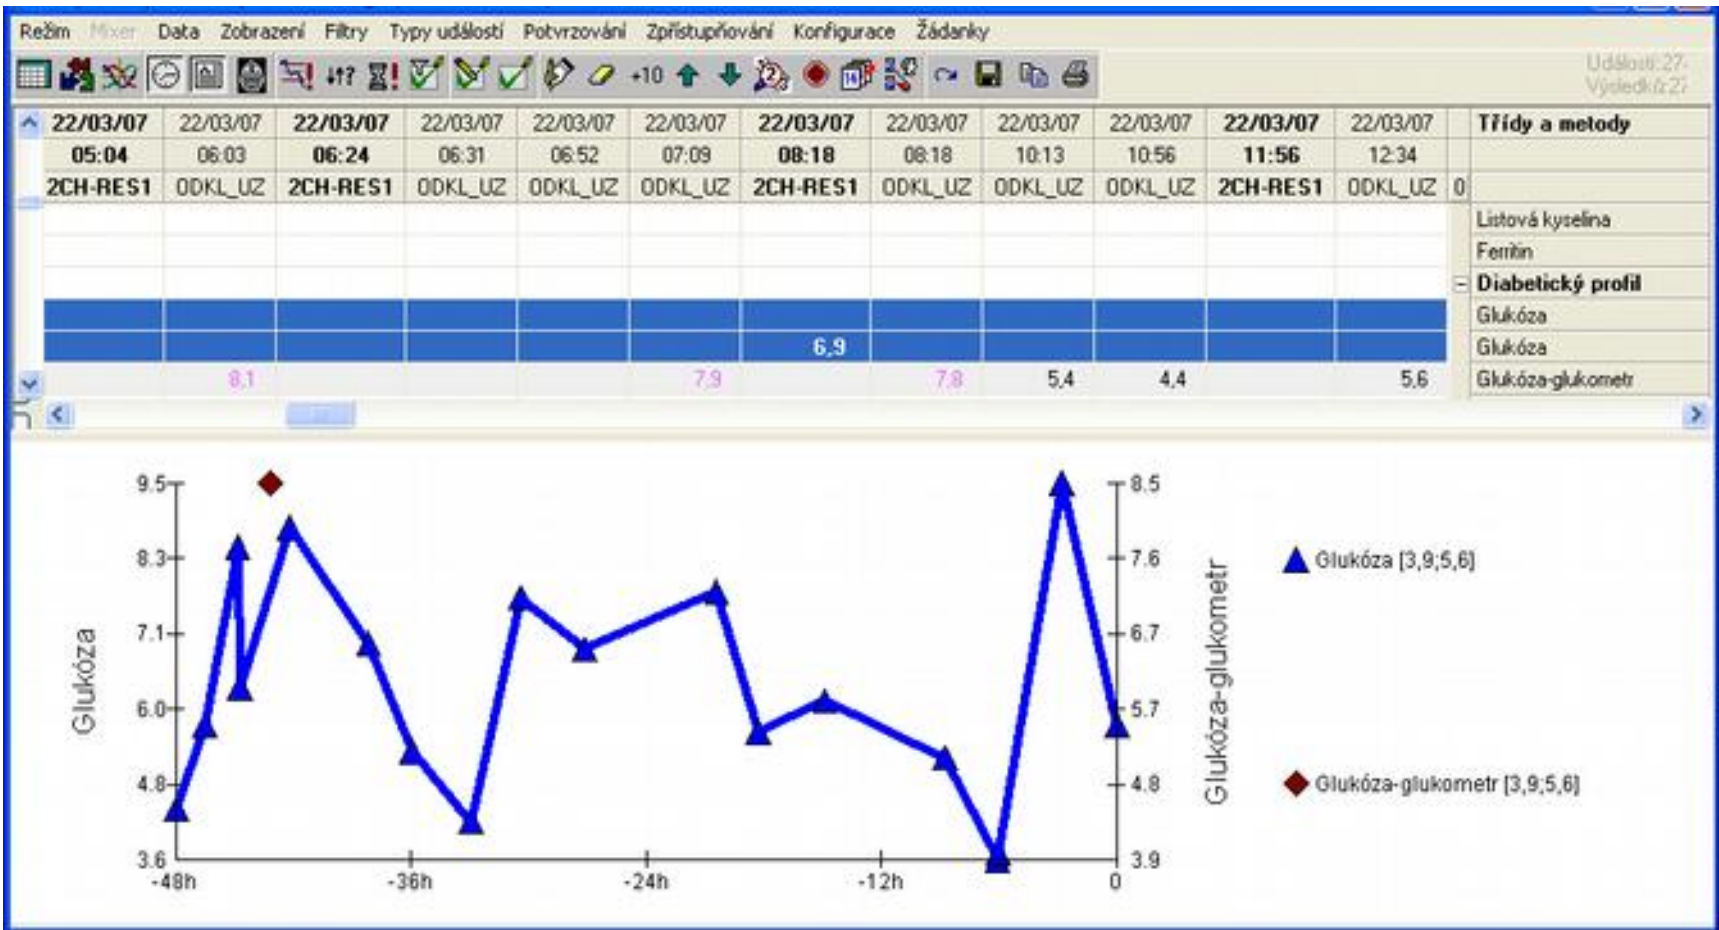 Režim Mixer Data Zobrazení Filtry Typy událostí Potvrzování Zpřístupňování Konfigurace Žádanky
+10
22/03/07 22/03/07 22/03/07 22/03/07 22/03/07 22/03/07 22/03/07 22/03/07 22/03/07 22/03/07 22/03/07 22/03/07 Třídy a metody
05:04 06:03 06:24 06:31 06:52 07:09 08:18 08:18 10:13 10:56 11:56 12:34
2CH-RES1 ODKL_UZ 2CH-RES1 ODKL_UZ ODKL_UZ ODKL_UZ 2CH-RES1 ODKL_UZ ODKL_UZ ODKL_UZ 2CH-RES1 ODKL_UZ
Listová kyselina
Ferritin
Diabetický profil
Glukóza
6,9 Glukóza
8,1 7,9 7,8 5,4 4,4 5,6 Glukóza-glukometr
9.5 8.5
8.3 7.6
7.1 6.7
6.0 5.7
4.8 4.8
3.6 3.9
-48h -36h -24h -12h 0
Glukóza
Glukóza-glukometr
Glukóza [3,9;5,6]
Glukóza-glukometr [3,9;5,6]